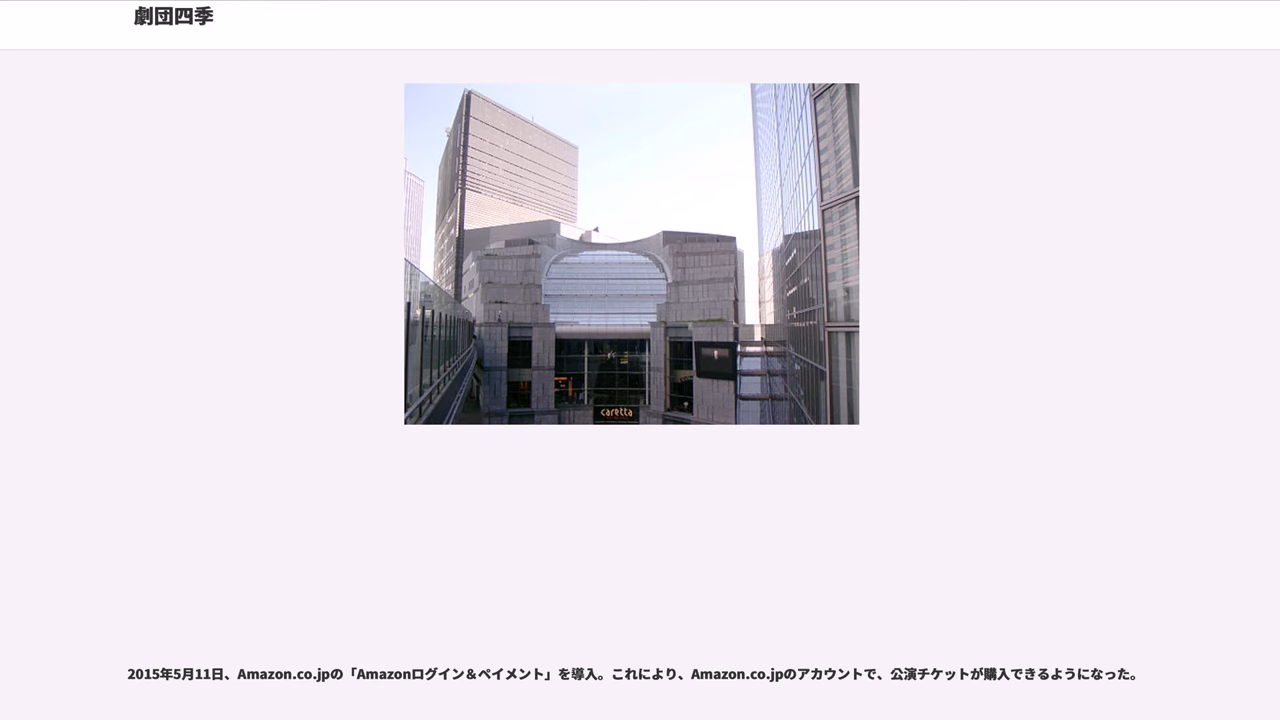 劇団四季
caretta
2015年5月11日、Amazon.co.jpの「Amazonログイン＆ペイメント」を導入。これにより、Amazon.co.jpのアカウントで、公演チケットが購入できるようになった。